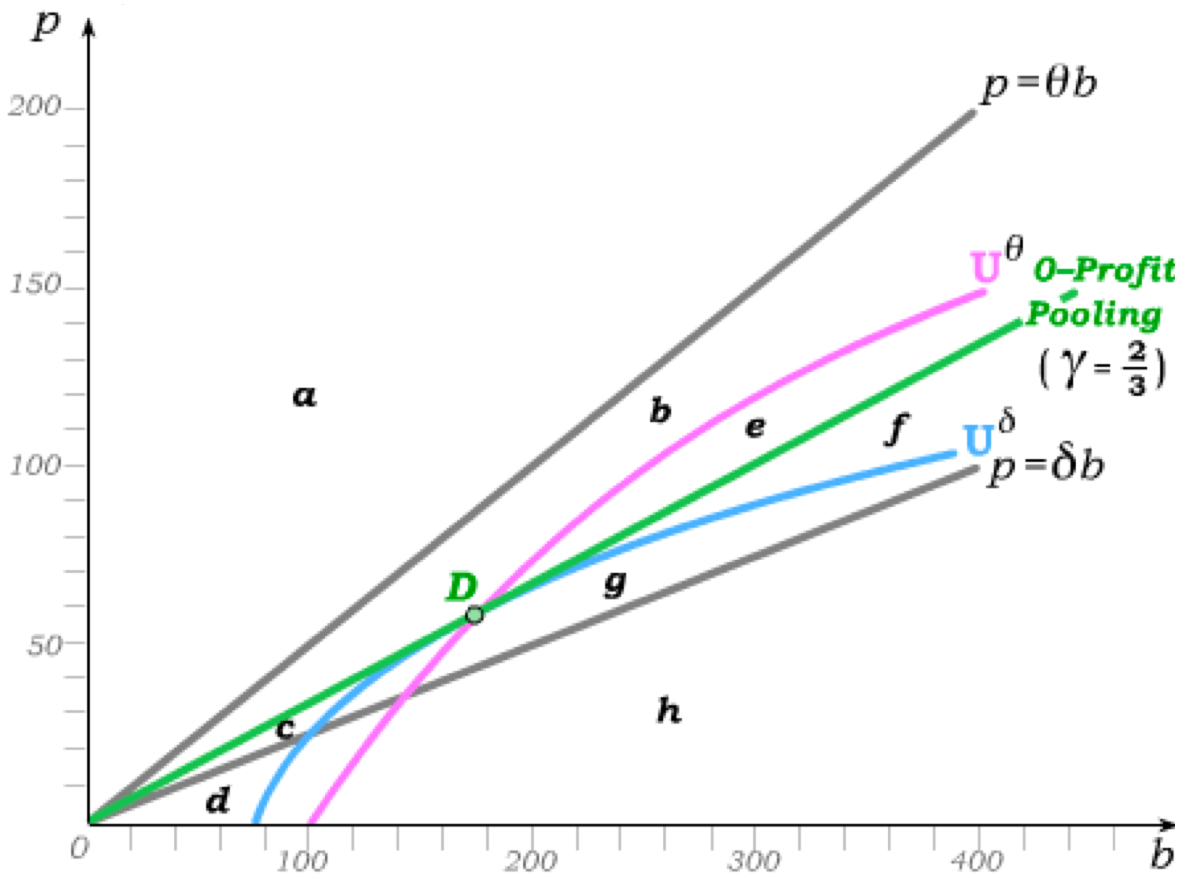 p
200
p=θb
150
U^θ
0-Profit
Pooling
(γ=2/3)
a
b
e
f
U^δ
100
p=δb
D
g
50
c
h
d
0
100
200
300
400
b